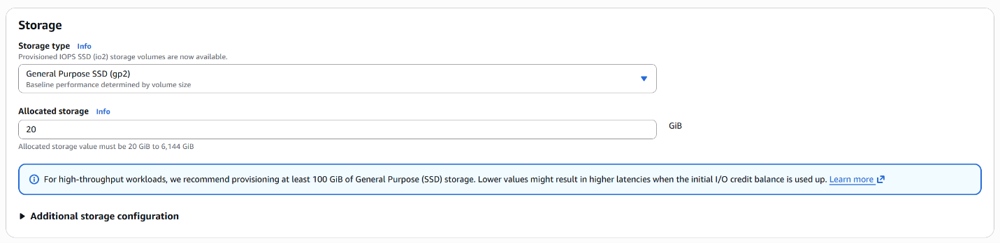 Storage
Storage type Info
Provisioned IOPS SSD (io2) storage volumes are now available.
General Purpose SSD (gp2)
Baseline performance determined by volume size
Allocated storage Info
20
GiB
Allocated storage value must be 20 GiB to 6,144 GiB
For high-throughput workloads, we recommend provisioning at least 100 GiB of General Purpose (SSD) storage. Lower values might result in higher latencies when the initial I/O credit balance is used up. Learn more
Additional storage configuration